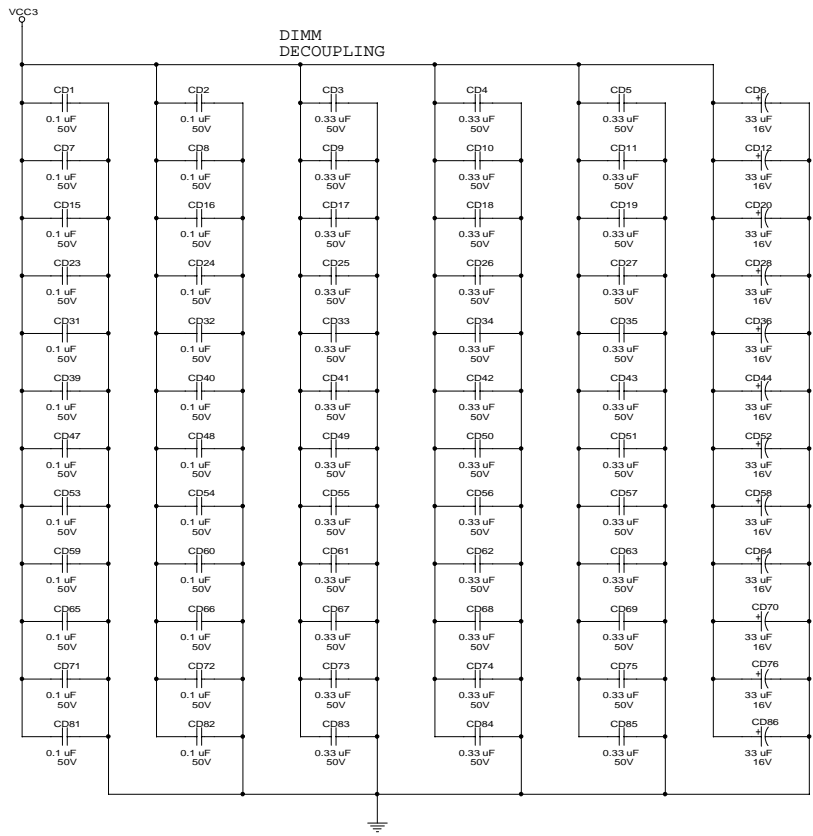 VCC3
DIMM
DECOUPLING
CD1 CD2 CD3 CD4 CD5 CD6
+
0.1 uF 0.1 uF 0.33 uF 0.33 uF 0.33 uF 33 uF
50V 50V 50V 50V 50V 16V
CD7 CD8 CD9 CD10 CD11 CD12
+
0.1 uF 0.1 uF 0.33 uF 0.33 uF 0.33 uF 33 uF
50V 50V 50V 50V 50V 16V
CD15 CD16 CD17 CD18 CD19 CD20
+
0.1 uF 0.1 uF 0.33 uF 0.33 uF 0.33 uF 33 uF
50V 50V 50V 50V 50V 16V
CD23 CD24 CD25 CD26 CD27 CD28
+
0.1 uF 0.1 uF 0.33 uF 0.33 uF 0.33 uF 33 uF
50V 50V 50V 50V 50V 16V
CD31 CD32 CD33 CD34 CD35 CD36
+
0.1 uF 0.1 uF 0.33 uF 0.33 uF 0.33 uF 33 uF
50V 50V 50V 50V 50V 16V
CD39 CD40 CD41 CD42 CD43 CD44
+
0.1 uF 0.1 uF 0.33 uF 0.33 uF 0.33 uF 33 uF
50V 50V 50V 50V 50V 16V
CD47 CD48 CD49 CD50 CD51 CD52
+
0.1 uF 0.1 uF 0.33 uF 0.33 uF 0.33 uF 33 uF
50V 50V 50V 50V 50V 16V
CD53 CD54 CD55 CD56 CD57 CD58
+
0.1 uF 0.1 uF 0.33 uF 0.33 uF 0.33 uF 33 uF
50V 50V 50V 50V 50V 16V
CD59 CD60 CD61 CD62 CD63 CD64
+
0.1 uF 0.1 uF 0.33 uF 0.33 uF 0.33 uF 33 uF
50V 50V 50V 50V 50V 16V
CD65 CD66 CD67 CD68 CD69 CD70
+
0.1 uF 0.1 uF 0.33 uF 0.33 uF 0.33 uF 33 uF
50V 50V 50V 50V 50V 16V
CD71 CD72 CD73 CD74 CD75 CD76
+
0.1 uF 0.1 uF 0.33 uF 0.33 uF 0.33 uF 33 uF
50V 50V 50V 50V 50V 16V
CD81 CD82 CD83 CD84 CD85 CD86
+
0.1 uF 0.1 uF 0.33 uF 0.33 uF 0.33 uF 33 uF
50V 50V 50V 50V 50V 16V